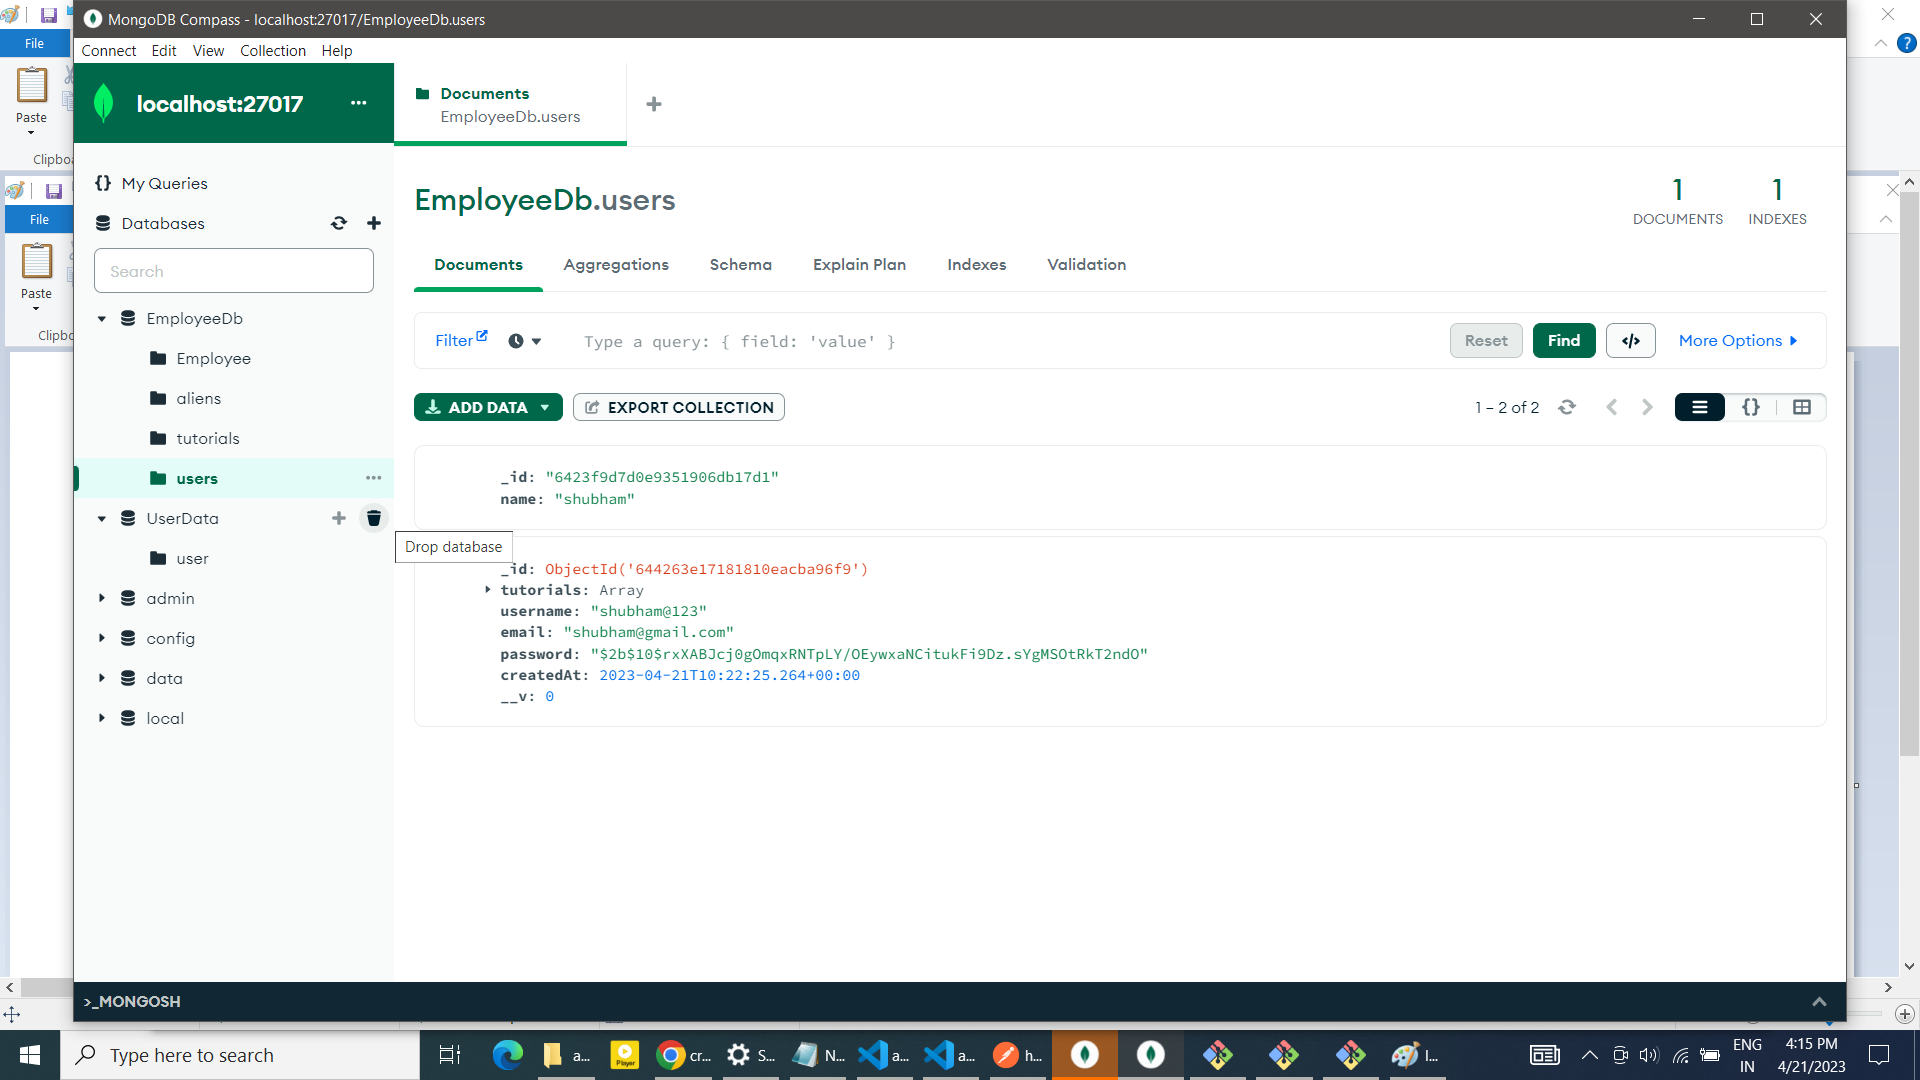 MongoDB Compass - localhost:27017/EmployeeDb.users
File
Connect Edit View Collection Help
Paste
localhost:27017
Documents
EmployeeDb.users
My Queries
Databases
Search
EmployeeDb
Employee
aliens
tutorials
users
UserData
user
admin
config
data
local
File
Paste
EmployeeDb.users
1
DOCUMENTS
1
INDEXES
Documents Aggregations Schema Explain Plan Indexes Validation
Filter
Type a query: { field: 'value' }
Reset
Find
</>
More Options
ADD DATA
EXPORT COLLECTION
1 – 2 of 2
{}
_id: "6423f9d7d0e9351906db17d1"
name: "shubham"
Drop database
_id: ObjectId('644263e17181810eacba96f9')
tutorials: Array
username: "shubham@123"
email: "shubham@gmail.com"
password: "$2b$10$rxXABJcj0gOmqxRNTpLY/OEywxaNCitukFi9Dz.sYgMSOtRkT2ndO"
createdAt: 2023-04-21T10:22:25.264+00:00
__v: 0
>_MONGOSH
Type here to search
a...
Player
cr...
S...
N...
a...
a...
h...
I...
ENG
IN
4:15 PM
4/21/2023